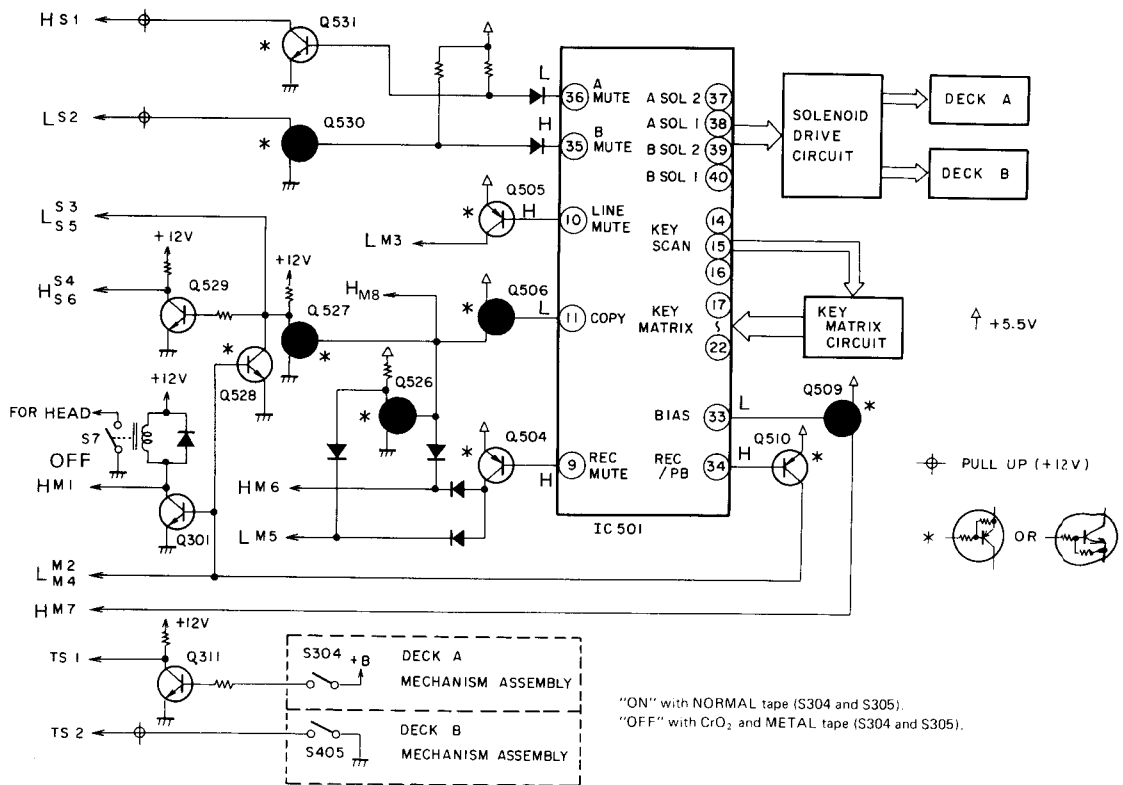 H S1
Q531
*
L
36 A MUTE
A SOL 2 37
A SOL 1 38
B SOL 2 39
B SOL 1 40
SOLENOID DRIVE CIRCUIT
DECK A
DECK B
L S2
Q530
*
H
35 B MUTE
Q505
*
H
10 LINE MUTE
L M3
KEY SCAN
14
15
16
L S3 S5
+12V
H S4 S6
Q529
+12V
Q527
*
H M8
Q506
*
L
11 COPY
KEY MATRIX
17
~
22
KEY MATRIX CIRCUIT
+5.5V
*
Q528
+12V
FOR HEAD
S7
OFF
Q526
*
Q504
*
H
9 REC MUTE
BIAS 33
L
Q509
*
REC /PB 34
H
Q510
*
IC501
H M1
Q301
H M6
L M5
L M2 M4
H M7
PULL UP (+12V)
* OR
+12V
TS 1
Q311
S304
+B
DECK A
MECHANISM ASSEMBLY
TS 2
S405
DECK B
MECHANISM ASSEMBLY
"ON" with NORMAL tape (S304 and S305).
"OFF" with CrO₂ and METAL tape (S304 and S305).